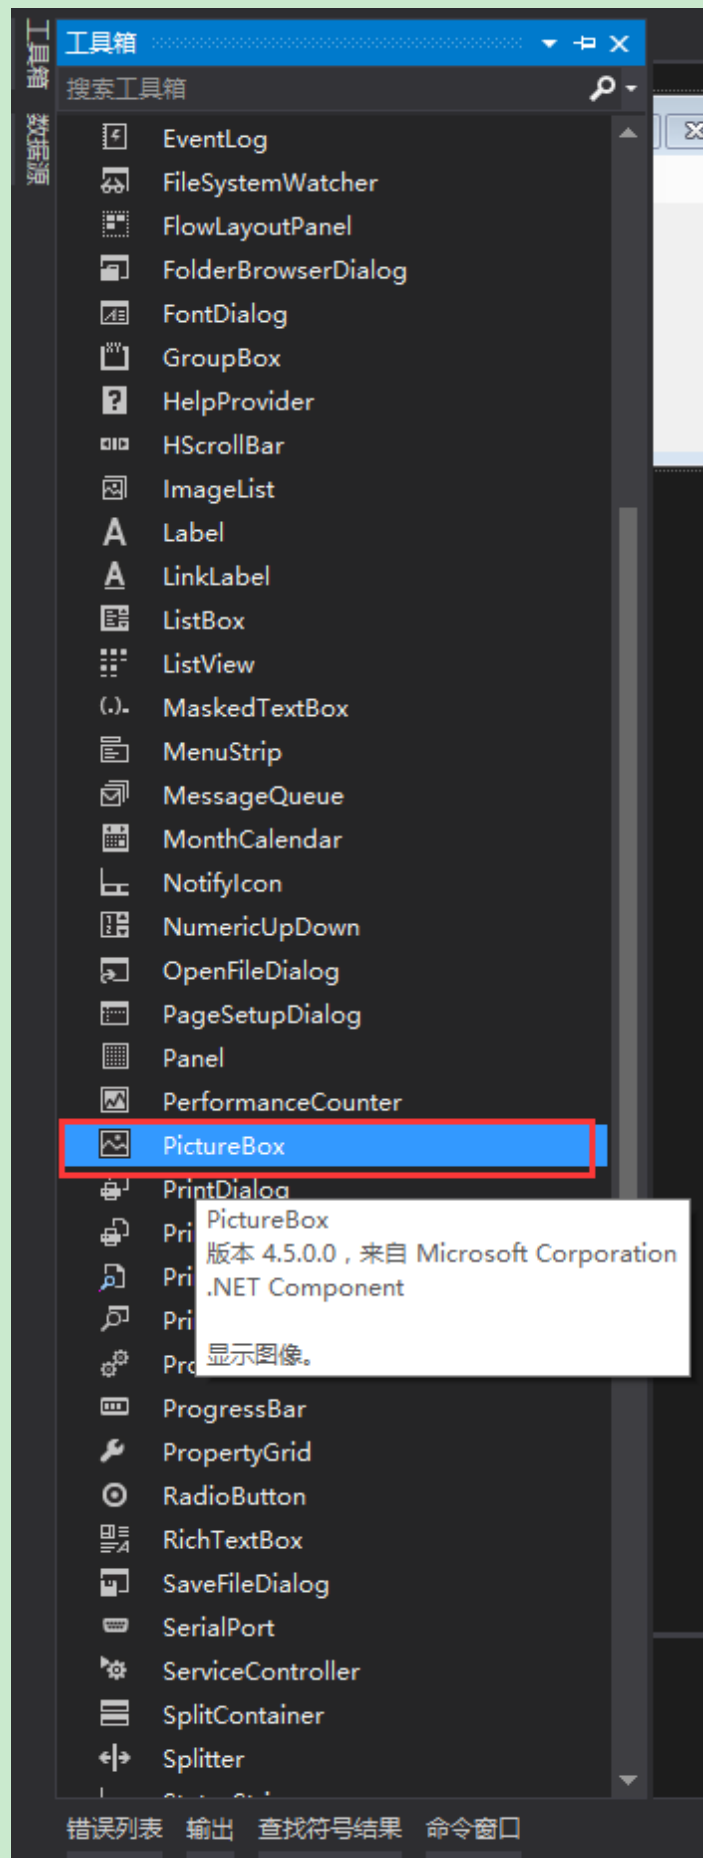 工具箱
数据源
工具箱
搜索工具箱
EventLog
FileSystemWatcher
FlowLayoutPanel
FolderBrowserDialog
FontDialog
GroupBox
HelpProvider
HScrollBar
ImageList
Label
LinkLabel
ListBox
ListView
MaskedTextBox
MenuStrip
MessageQueue
MonthCalendar
NotifyIcon
NumericUpDown
OpenFileDialog
PageSetupDialog
Panel
PerformanceCounter
PictureBox
PrintDialog
Pri
Pri
Pri
PictureBox
版本 4.5.0.0，来自 Microsoft Corporation
.NET Component
显示图像。
ProgressBar
PropertyGrid
RadioButton
RichTextBox
SaveFileDialog
SerialPort
ServiceController
SplitContainer
Splitter
错误列表 输出 查找符号结果 命令窗口